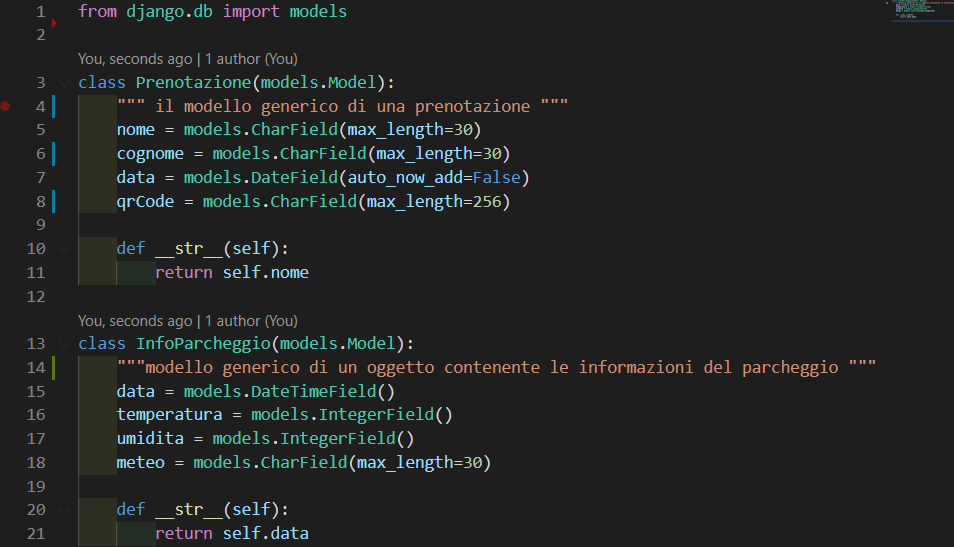 1 from django.db import models
2
You, seconds ago | 1 author (You)
3 class Prenotazione(models.Model):
4     """ il modello generico di una prenotazione """
5     nome = models.CharField(max_length=30)
6     cognome = models.CharField(max_length=30)
7     data = models.DateField(auto_now_add=False)
8     qrCode = models.CharField(max_length=256)
9
10     def __str__(self):
11         return self.nome
12
You, seconds ago | 1 author (You)
13 class InfoParcheggio(models.Model):
14     """modello generico di un oggetto contenente le informazioni del parcheggio """
15     data = models.DateTimeField()
16     temperatura = models.IntegerField()
17     umidita = models.IntegerField()
18     meteo = models.CharField(max_length=30)
19
20     def __str__(self):
21         return self.data